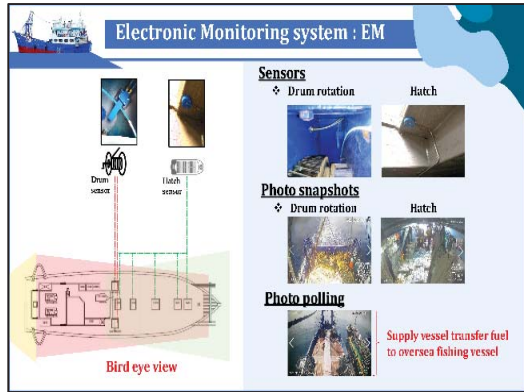 Electronic Monitoring system : EM
Drum
sensor
Hatch
sensor
Bird eye view
Sensors
❖ Drum rotation
Hatch
Photo snapshots
❖ Drum rotation
Hatch
Photo polling
Supply vessel transfer fuel
to oversea fishing vessel